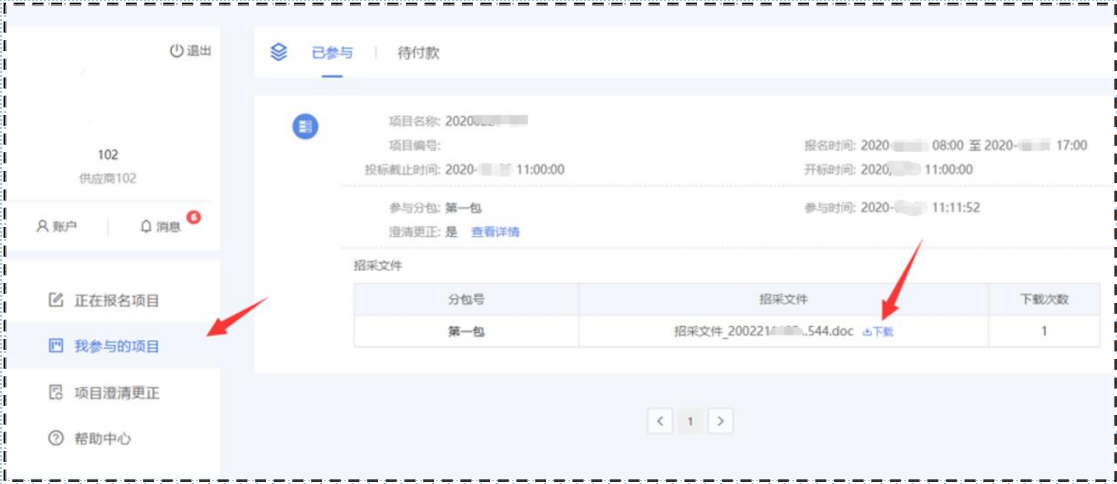 退出
102
供应商102
账户
消息
6
正在报名项目
我参与的项目
项目澄清更正
帮助中心
已参与
待付款
项目名称: 2020
项目编号:
报名时间: 2020- 08:00 至 2020- 17:00
投标截止时间: 2020- 11:00:00
开标时间: 2020, 11:00:00
参与分包: 第一包
参与时间: 2020- 11:11:52
澄清更正: 是 查看详情
招采文件
分包号 招采文件 下载次数
第一包 招采文件_200221 ..544.doc 下载 1
1